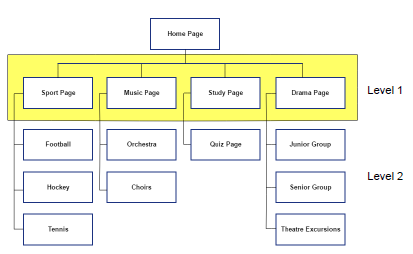 Home Page
Sport Page Music Page Study Page Drama Page Level 1
Football Orchestra Quiz Page Junior Group
Hockey Choirs Senior Group Level 2
Tennis Theatre Excursions